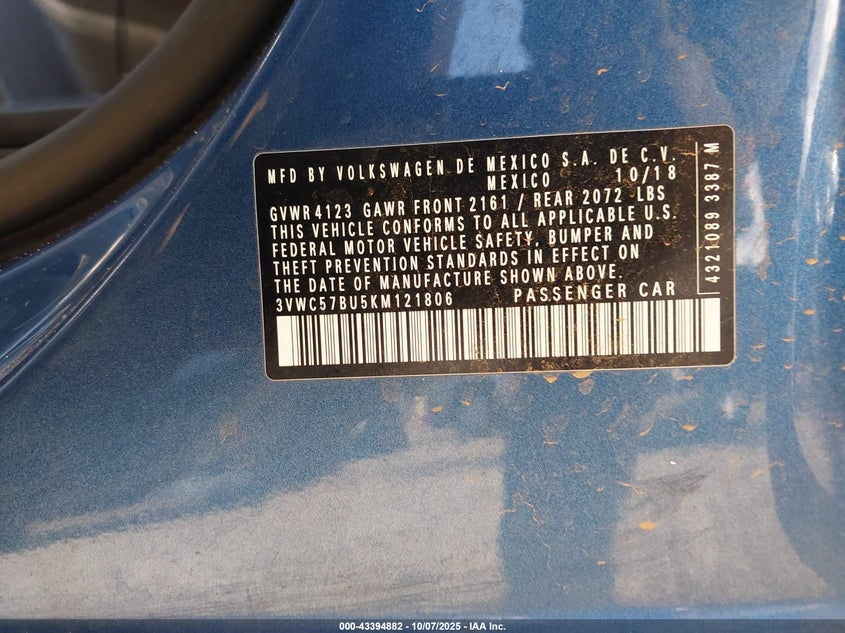 MFD BY VOLKSWAGEN DE MEXICO S.A. DE C.V.
MEXICO 10/18
GVWR 4123 GAWR FRONT 2161 / REAR 2072 LBS
THIS VEHICLE CONFORMS TO ALL APPLICABLE U.S.
FEDERAL MOTOR VEHICLE SAFETY, BUMPER AND
THEFT PREVENTION STANDARDS IN EFFECT ON
THE DATE OF MANUFACTURE SHOWN ABOVE.
3VWC57BU5KM121806 PASSENGER CAR
4321089 3387 M
000-43394882 - 10/07/2025 - IAA Inc.